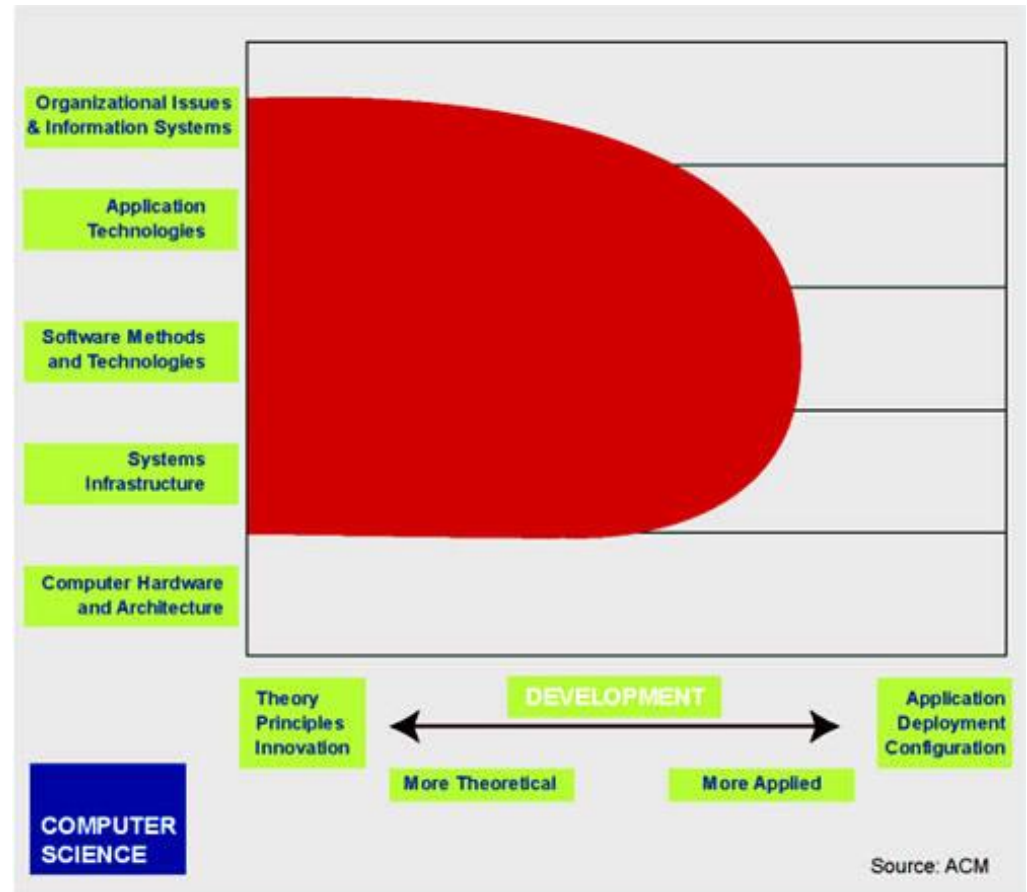 Organizational Issues
& Information Systems
Application
Technologies
Software Methods
and Technologies
Systems
Infrastructure
Computer Hardware
and Architecture
Theory
Principles
Innovation
DEVELOPMENT
Application
Deployment
Configuration
More Theoretical
More Applied
COMPUTER
SCIENCE
Source: ACM